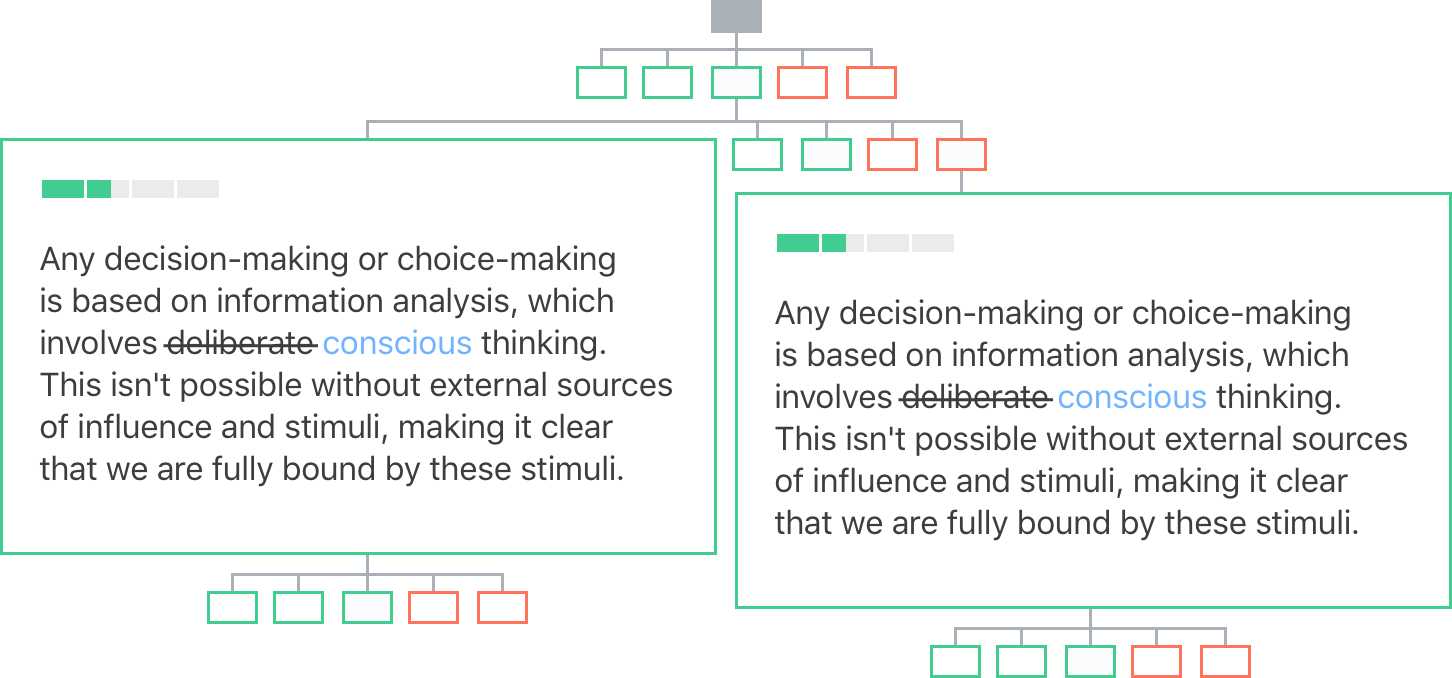 Any decision-making or choice-making
is based on information analysis, which
involves deliberate conscious thinking.
This isn't possible without external sources
of influence and stimuli, making it clear
that we are fully bound by these stimuli.
Any decision-making or choice-making
is based on information analysis, which
involves deliberate conscious thinking.
This isn't possible without external sources
of influence and stimuli, making it clear
that we are fully bound by these stimuli.